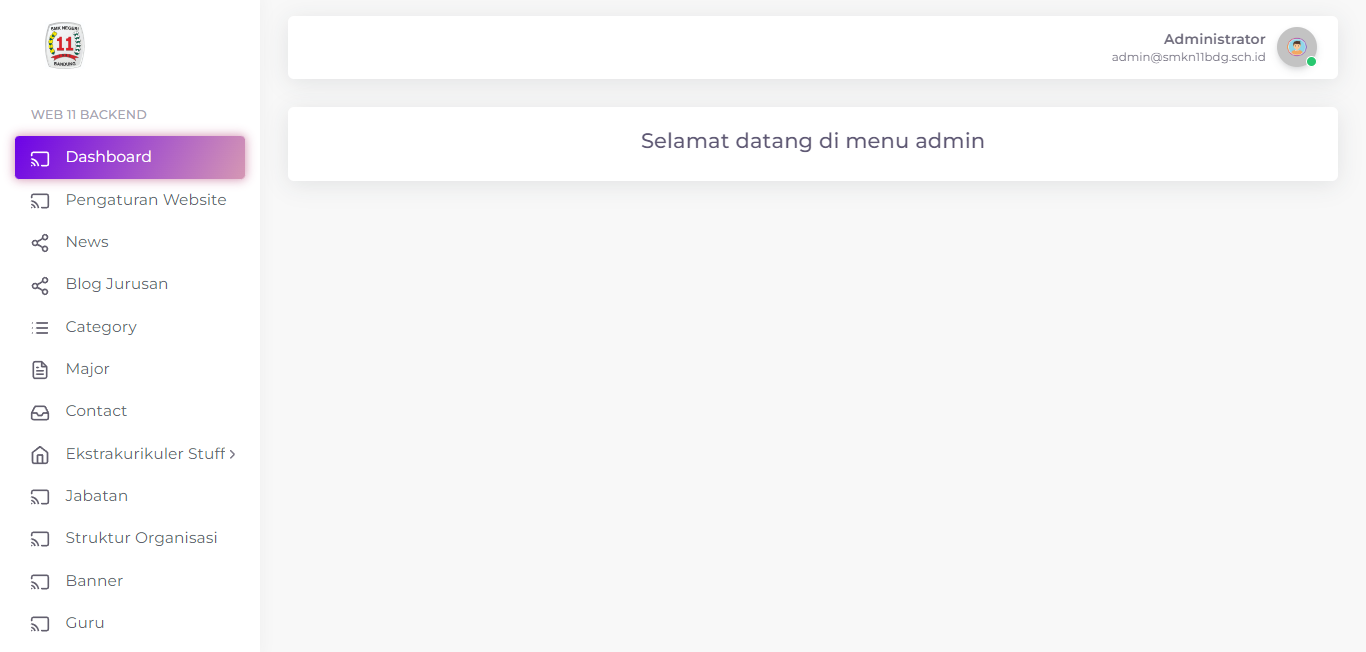 SMK NEGERI
11
BANDUNG
WEB 11 BACKEND
Dashboard
Pengaturan Website
News
Blog Jurusan
Category
Major
Contact
Ekstrakurikuler Stuff
Jabatan
Struktur Organisasi
Banner
Guru
Administrator
admin@smkn11bdg.sch.id
Selamat datang di menu admin